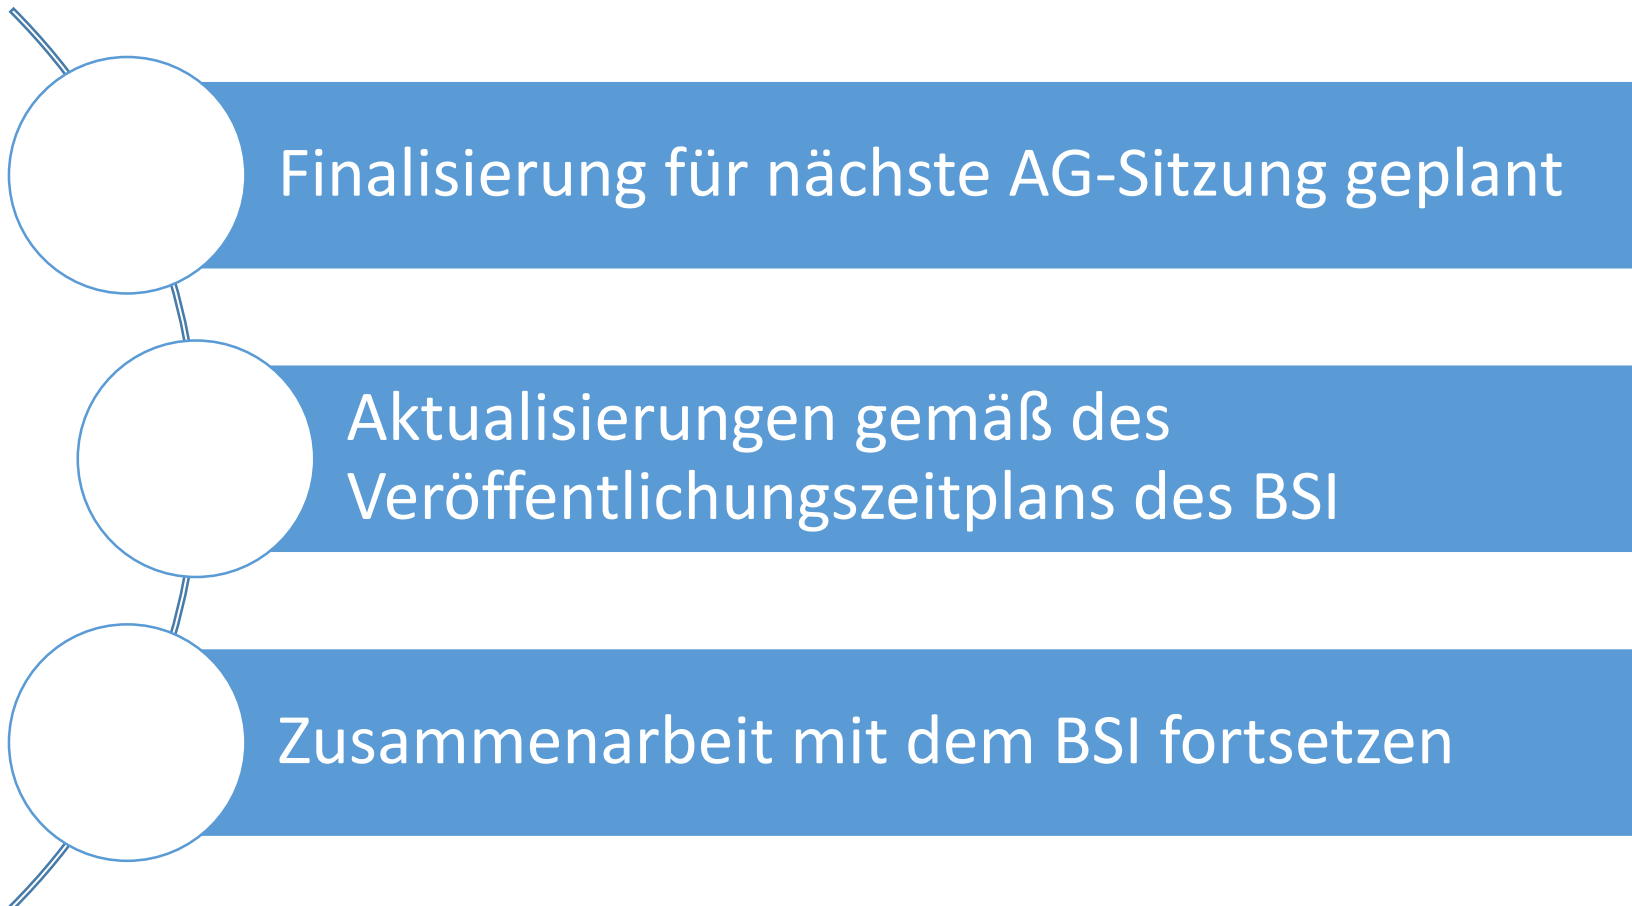 Finalisierung für nächste AG-Sitzung geplant
Aktualisierungen gemäß des
Veröffentlichungszeitplans des BSI
Zusammenarbeit mit dem BSI fortsetzen